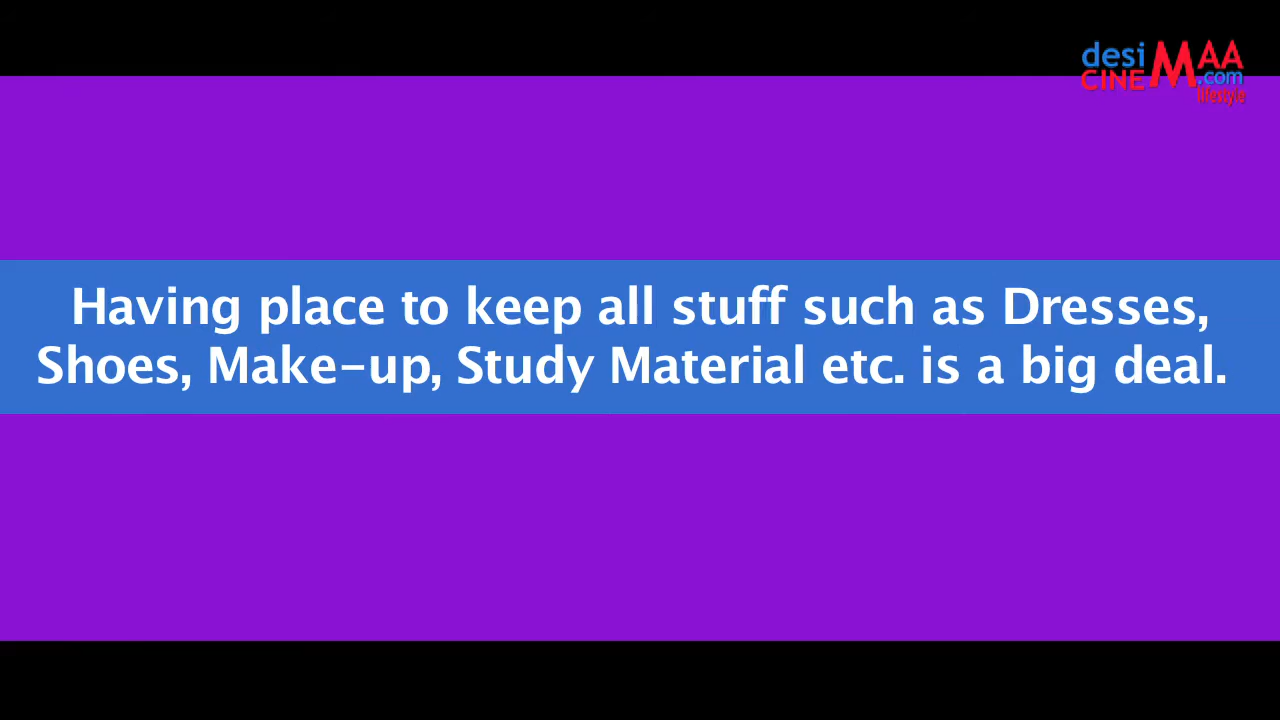 desi CINEMAA.com
lifestyle
Having place to keep all stuff such as Dresses,
Shoes, Make-up, Study Material etc. is a big deal.